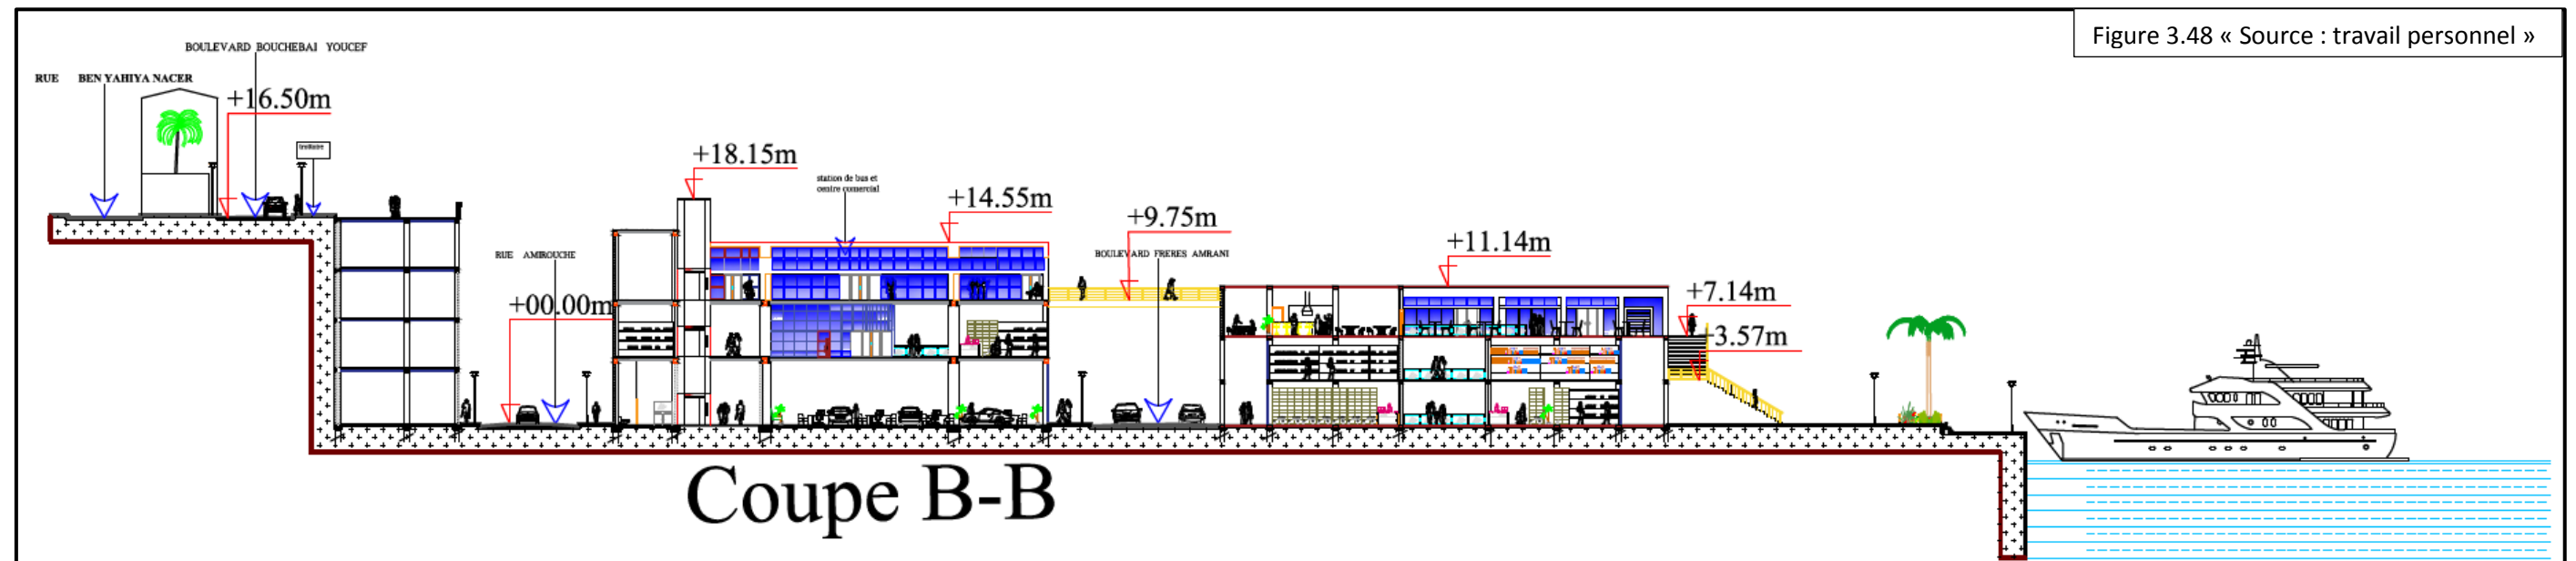 Figure 3.48 « Source : travail personnel »
BOULEVARD BOUCHEBAI YOUCEF
RUE BEN YAHIYA NACER
+16.50m
+18.15m
station de bus et
centre comercial
+14.55m
+9.75m
BOULEVARD FRERES AMRANI
+11.14m
RUE AMIROUCHE
+00.00m
+7.14m
+3.57m
Coupe B-B